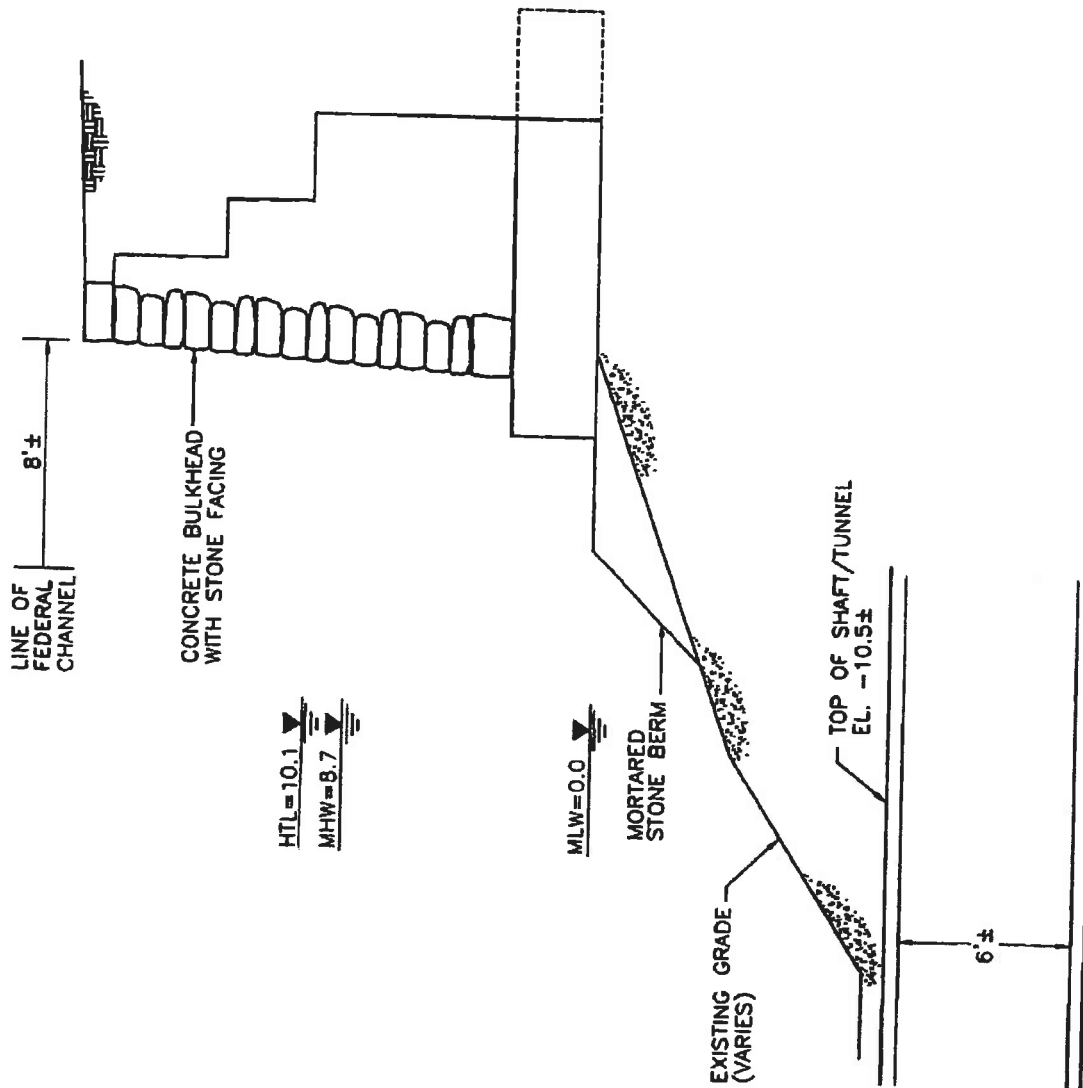 LINE OF
FEDERAL
CHANNEL
8'±
CONCRETE BULKHEAD
WITH STONE FACING
HTL=10.1
MHW=8.7
MLW=0.0
MORTARED
STONE BERM
EXISTING GRADE
(VARIES)
TOP OF SHAFT/TUNNEL
EL. -10.5±
6'±